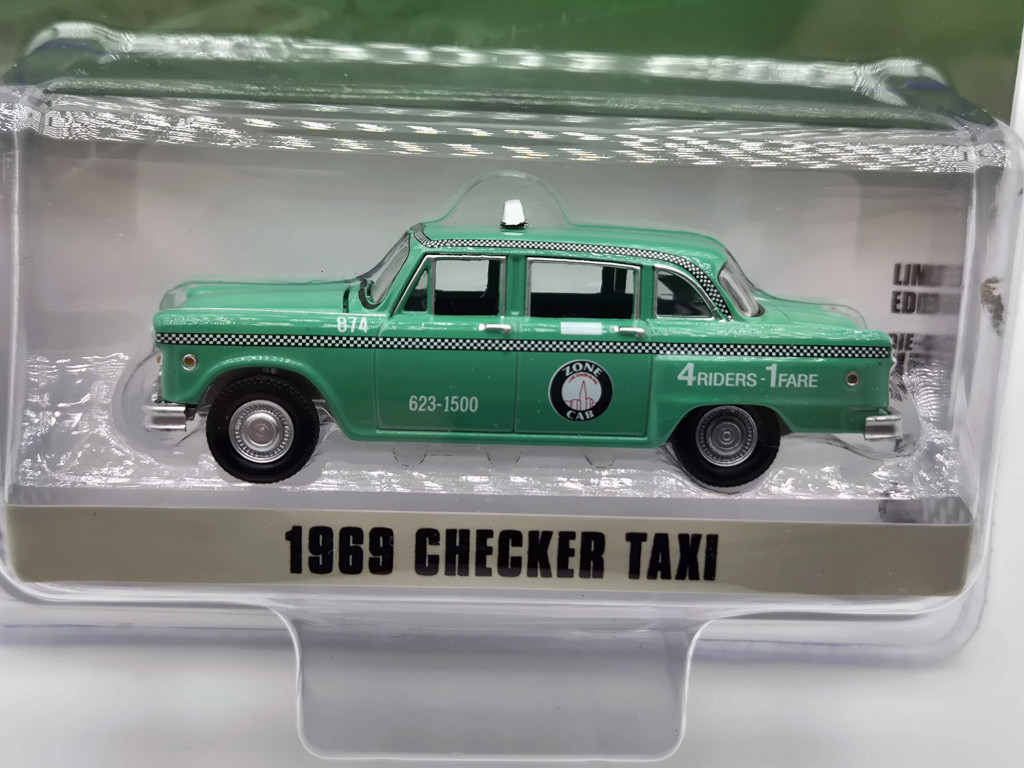 874
623-1500
ZONE
CAB
4RIDERS-1FARE
1969 CHECKER TAXI